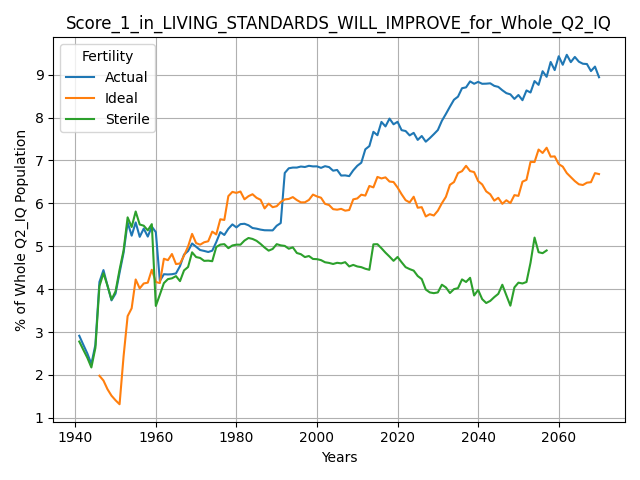 Score_1_in_LIVING_STANDARDS_WILL_IMPROVE_for_Whole_Q2_IQ
Fertility
Actual
Ideal
Sterile
% of Whole Q2_IQ Population
9
8
7
6
5
4
3
2
1
1940 1960 1980 2000 2020 2040 2060
Years